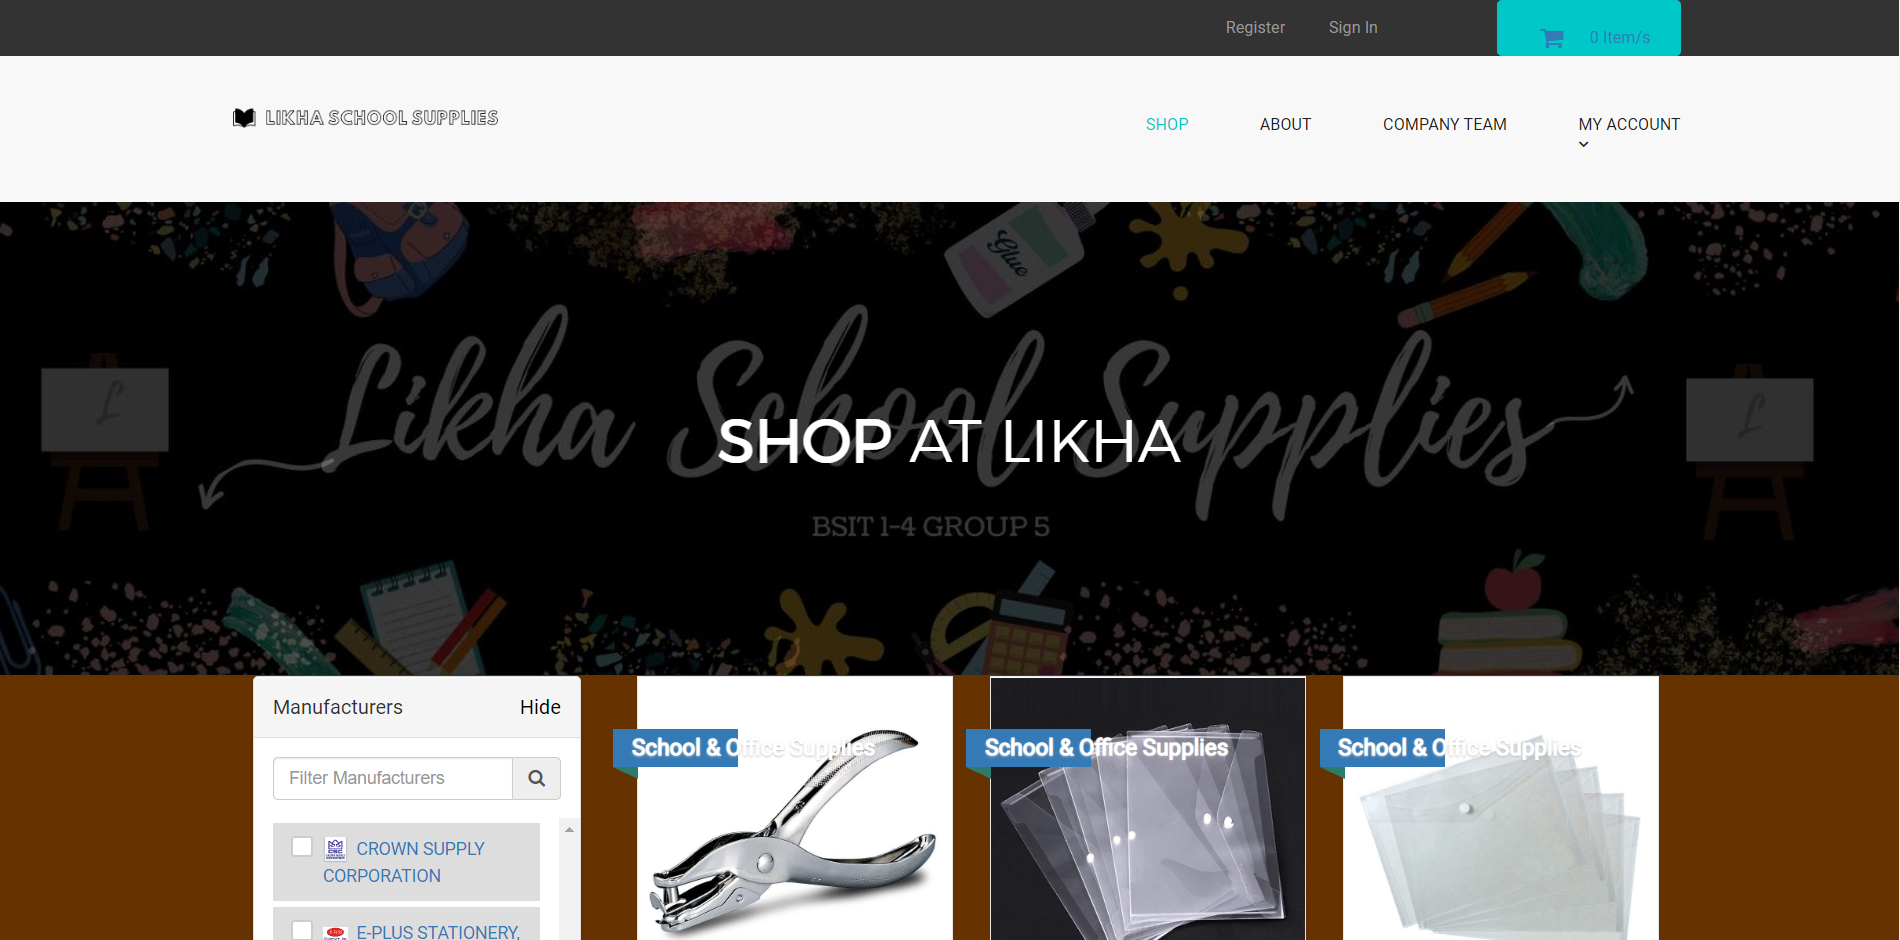 Register Sign In 0 Item/s
LIKHA SCHOOL SUPPLIES
SHOP ABOUT COMPANY TEAM MY ACCOUNT
Glue
Likha School Supplies
L
L
SHOP AT LIKHA
BSIT 1-4 GROUP 5
Manufacturers Hide
Filter Manufacturers
CROWN SUPPLY
CORPORATION
E-PLUS STATIONERY,
School & Office Supplies
School & Office Supplies
School & Office Supplies